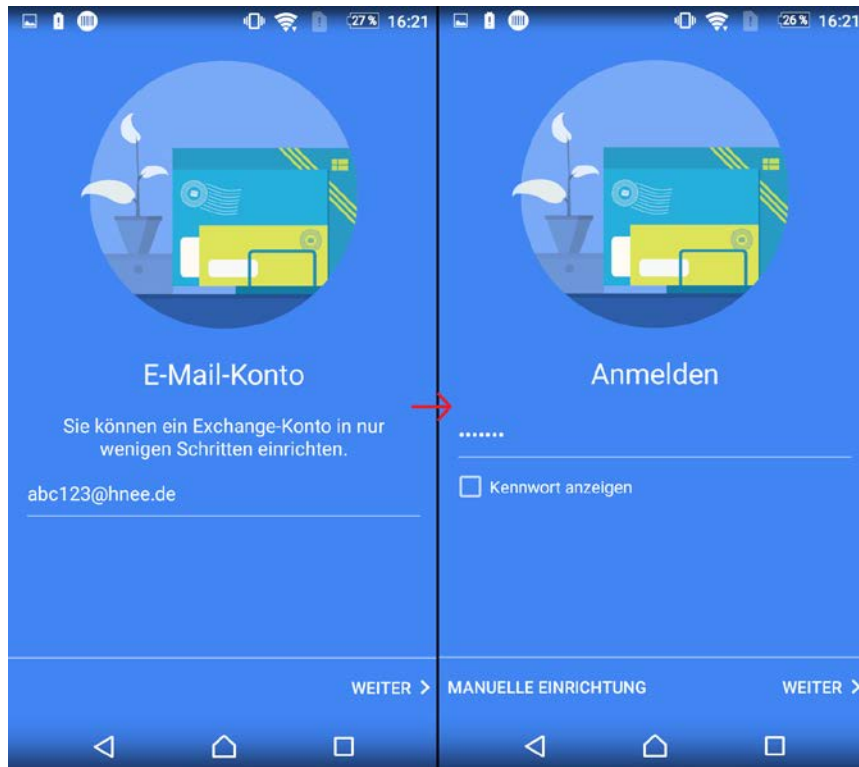 27 % 16:21
E-Mail-Konto
Sie können ein Exchange-Konto in nur
wenigen Schritten einrichten.
abc123@hnee.de
WEITER
26 % 16:21
Anmelden
•••••••
Kennwort anzeigen
MANUELLE EINRICHTUNG
WEITER